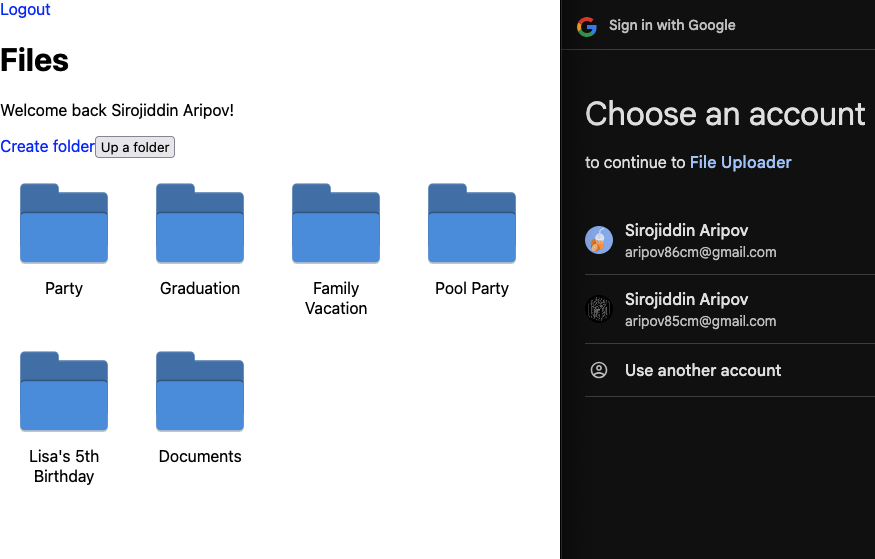 Logout
Files
Welcome back Sirojiddin Aripov!
Create folder Up a folder
Party Graduation Family Pool Party
Vacation
Lisa's 5th Documents
Birthday
Sign in with Google
Choose an account
to continue to File Uploader
Sirojiddin Aripov
aripov86cm@gmail.com
Sirojiddin Aripov
aripov85cm@gmail.com
Use another account